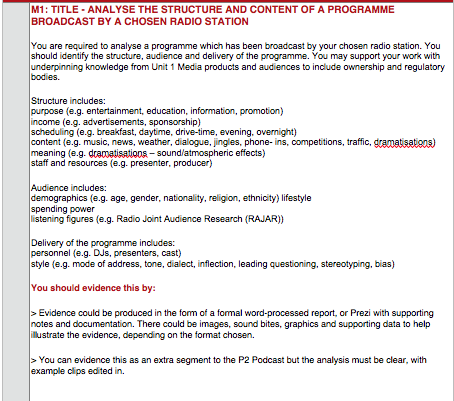 M1: TITLE - ANALYSE THE STRUCTURE AND CONTENT OF A PROGRAMME
BROADCAST BY A CHOSEN RADIO STATION
You are required to analyse a programme which has been broadcast by your chosen radio station. You
should identify the structure, audience and delivery of the programme. You may support your work with
underpinning knowledge from Unit 1 Media products and audiences to include ownership and regulatory
bodies.
Structure includes:
purpose (e.g. entertainment, education, information, promotion)
income (e.g. advertisements, sponsorship)
scheduling (e.g. breakfast, daytime, drive-time, evening, overnight)
content (e.g. music, news, weather, dialogue, jingles, phone- ins, competitions, traffic, dramatisations)
meaning (e.g. dramatisations – sound/atmospheric effects)
staff and resources (e.g. presenter, producer)
Audience includes:
demographics (e.g. age, gender, nationality, religion, ethnicity) lifestyle
spending power
listening figures (e.g. Radio Joint Audience Research (RAJAR))
Delivery of the programme includes:
personnel (e.g. DJs, presenters, cast)
style (e.g. mode of address, tone, dialect, inflection, leading questioning, stereotyping, bias)
You should evidence this by:
> Evidence could be produced in the form of a formal word-processed report, or Prezi with supporting
notes and documentation. There could be images, sound bites, graphics and supporting data to help
illustrate the evidence, depending on the format chosen.
> You can evidence this as an extra segment to the P2 Podcast but the analysis must be clear, with
example clips edited in.